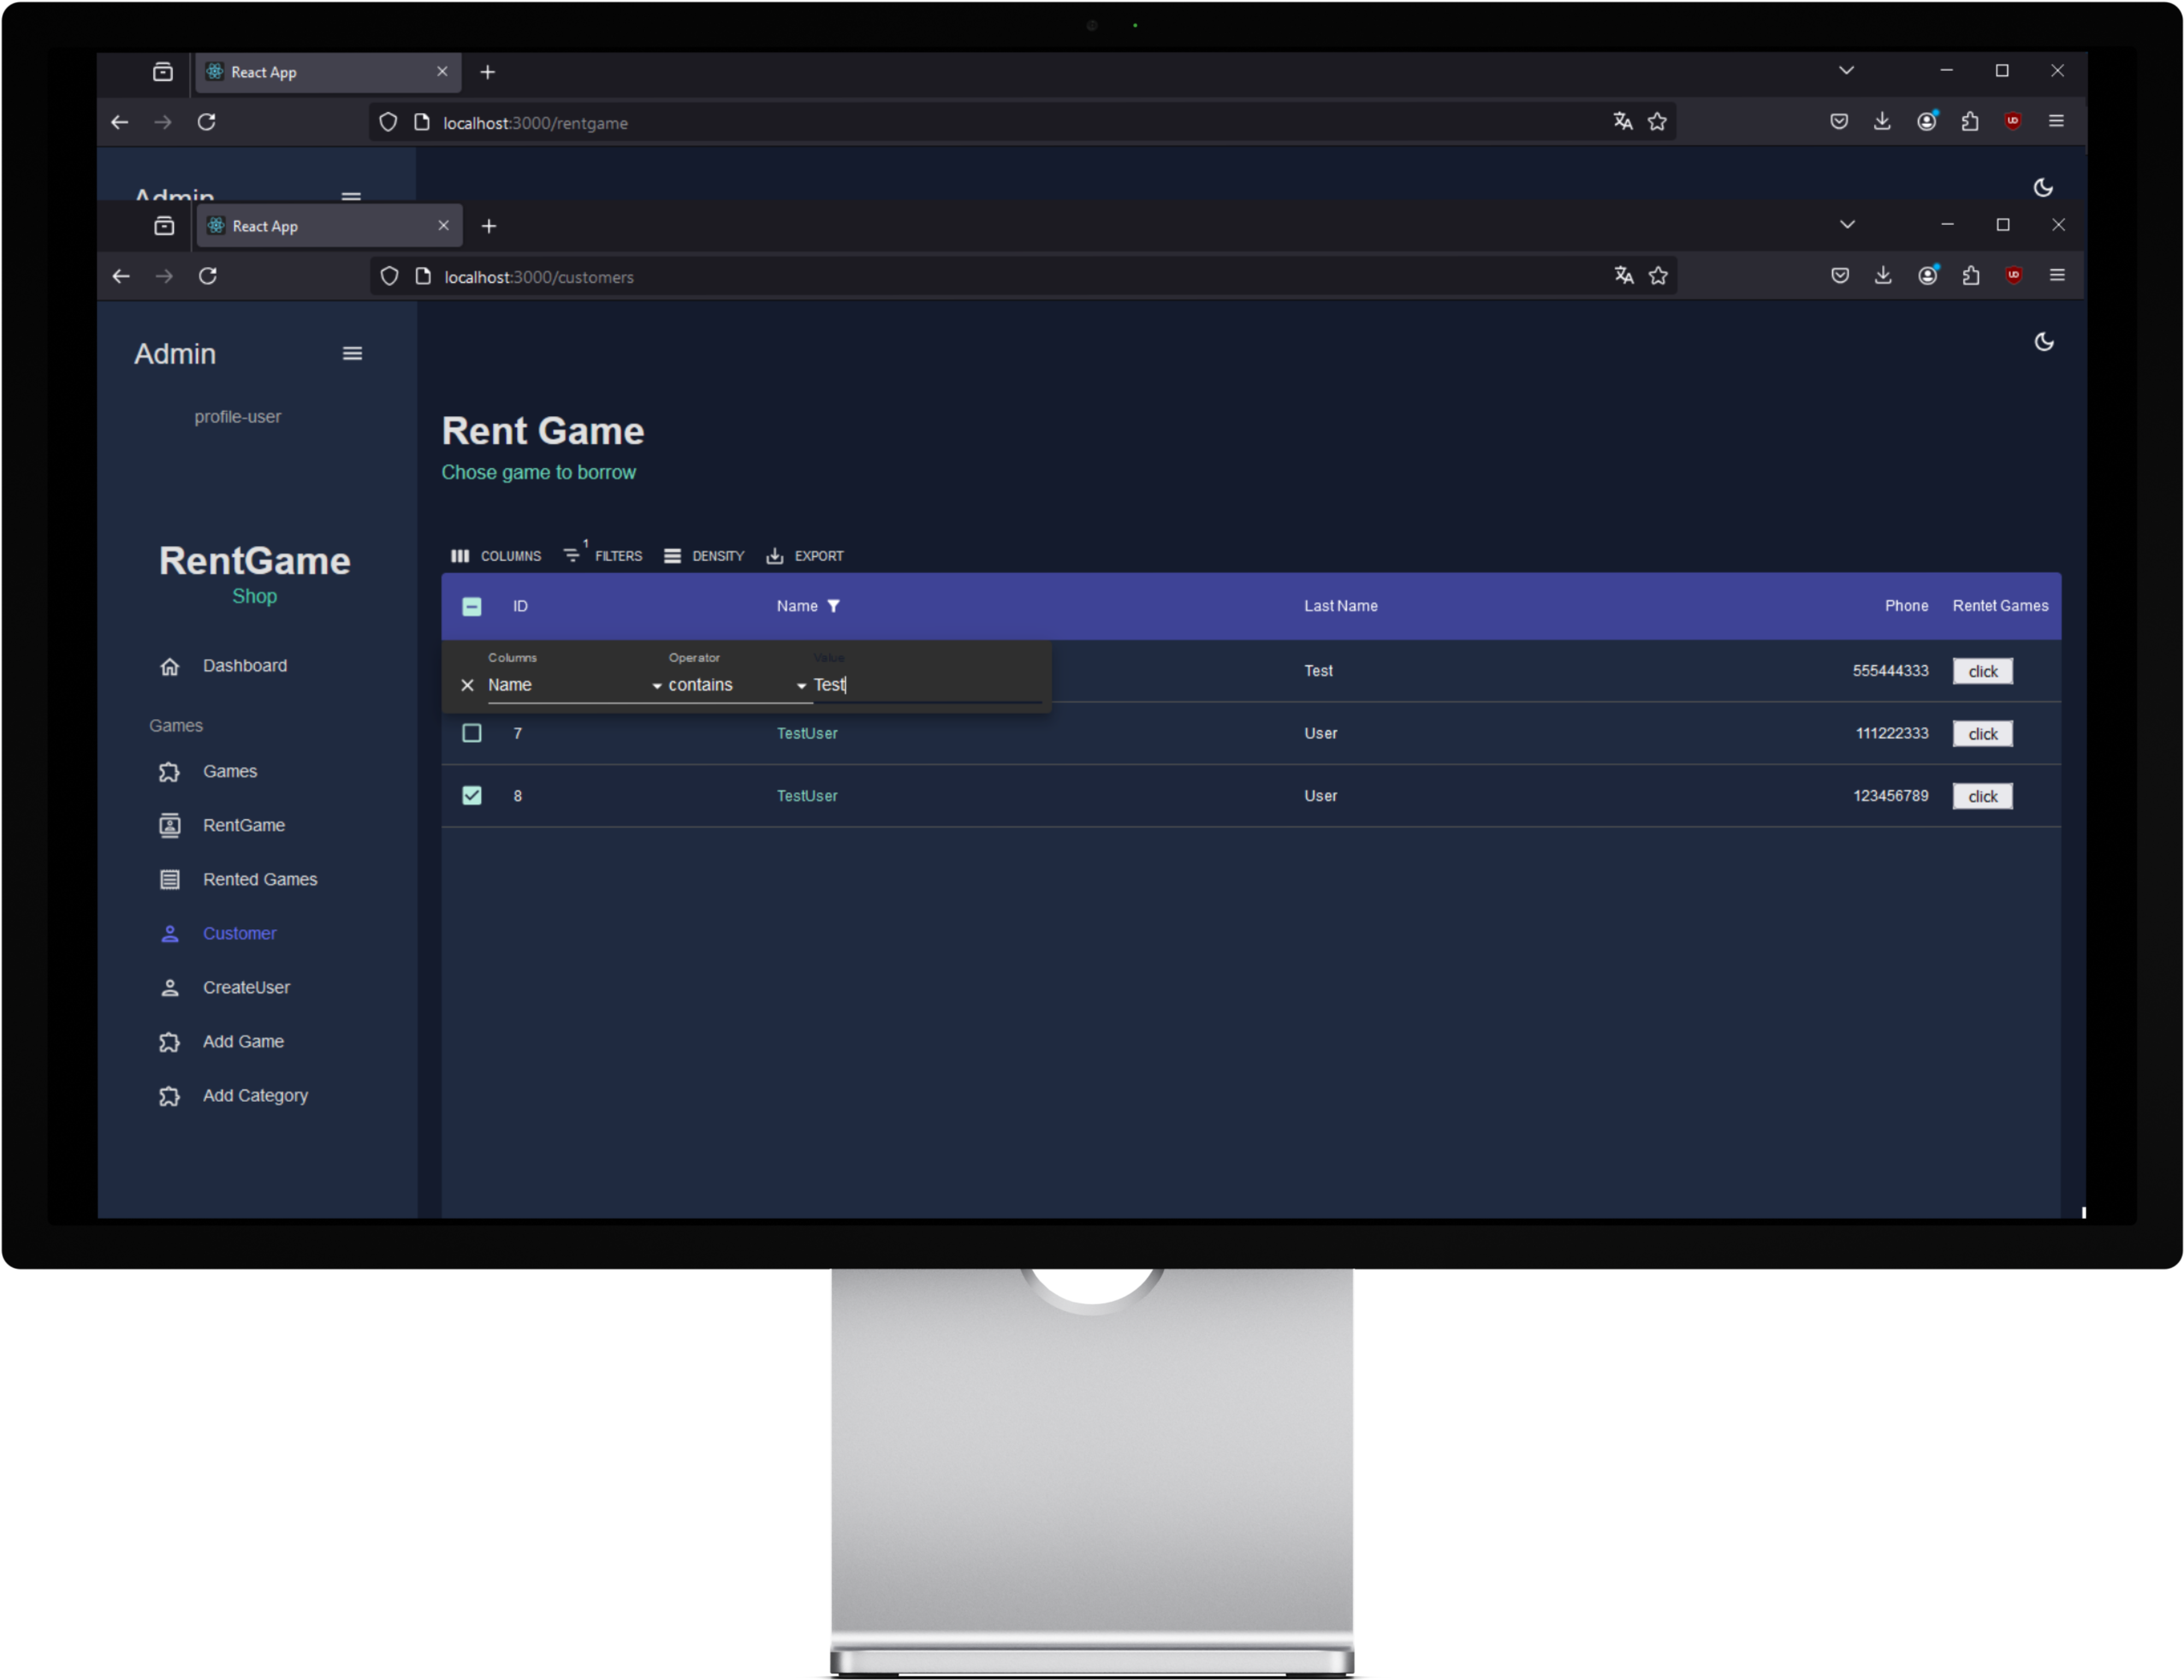 React App
localhost:3000/rentgame
Admin
React App
localhost:3000/customers
Admin
profile-user
RentGame
Shop
Dashboard
Games
Games
RentGame
Rented Games
Customer
CreateUser
Add Game
Add Category
Rent Game
Chose game to borrow
COLUMNS 1 FILTERS DENSITY EXPORT
ID Name Last Name Phone Rentet Games
Columns Operator Value
Name contains Test
Test 555444333 click
7 TestUser User 111222333 click
8 TestUser User 123456789 click